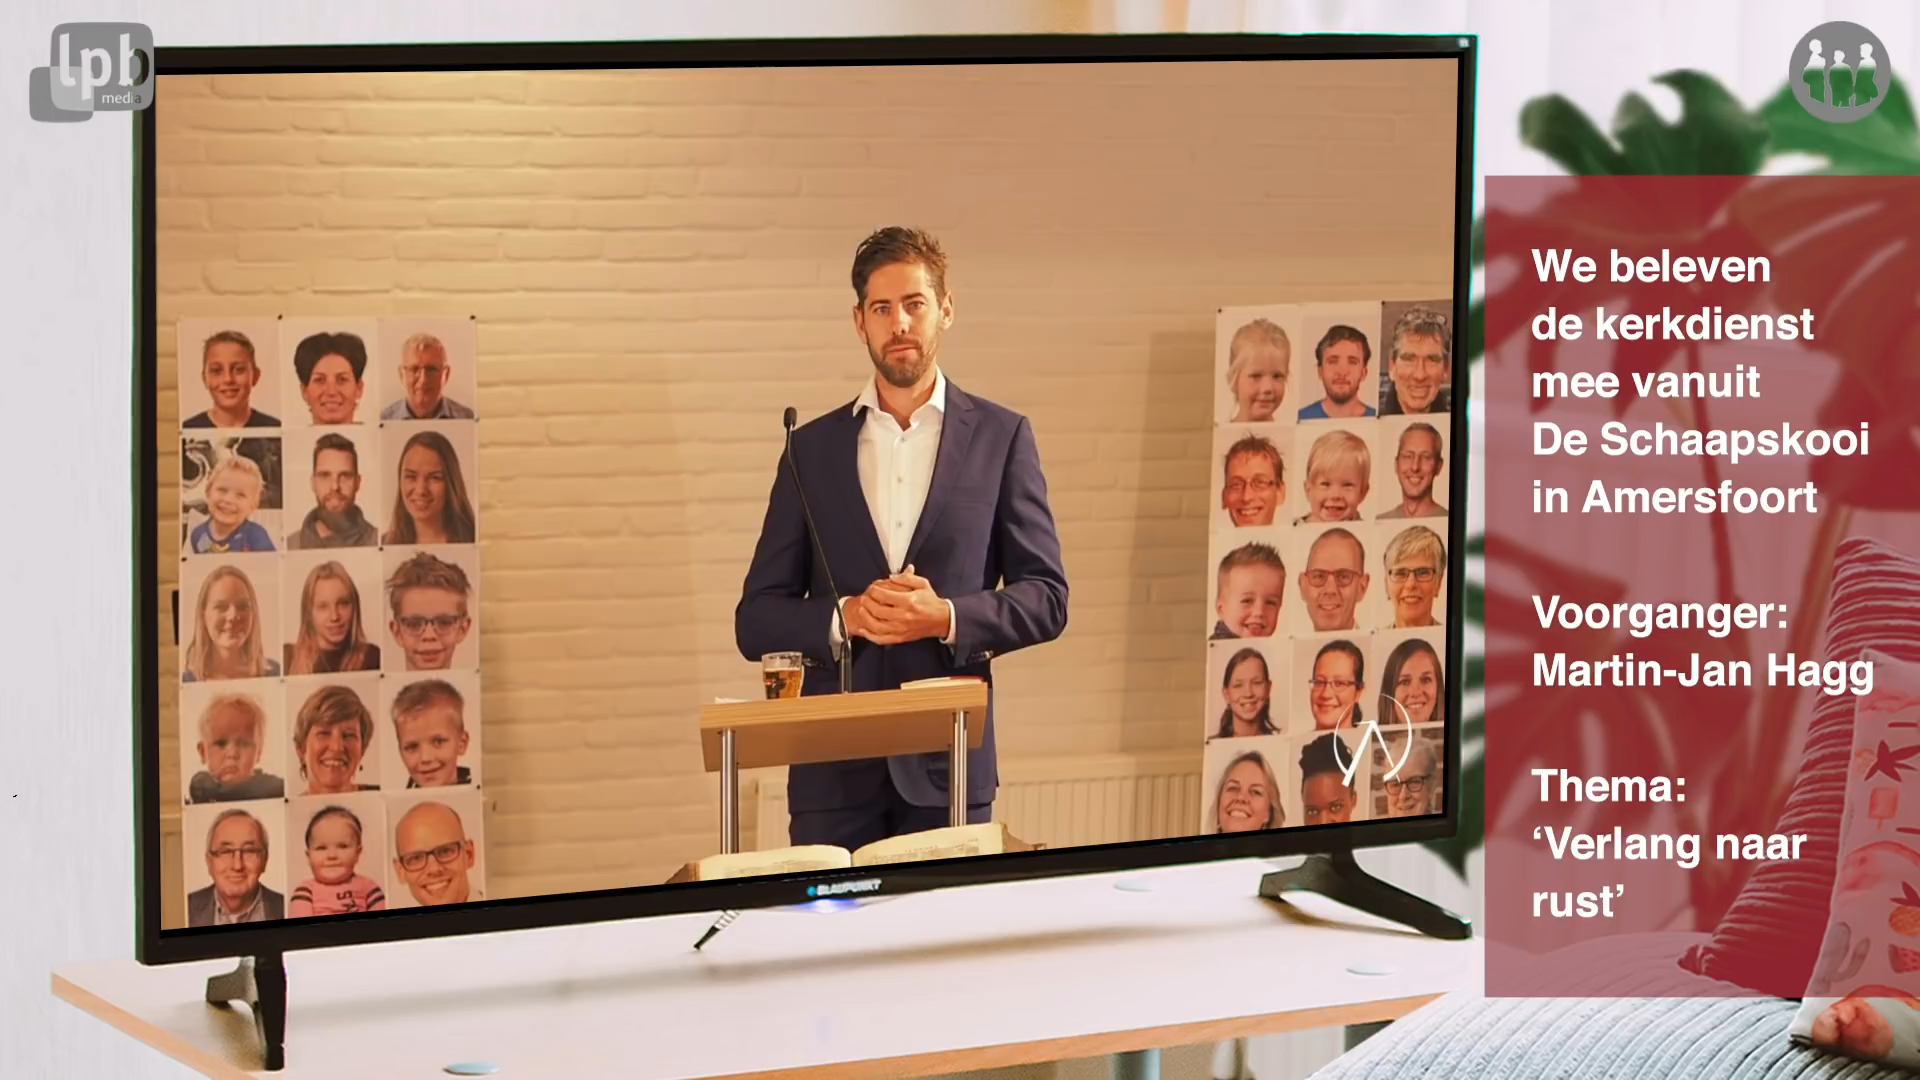 lpb
media
We beleven
de kerkdienst
mee vanuit
De Schaapskooi
in Amersfoort
Voorganger:
Martin-Jan Hagg
Thema:
‘Verlang naar
rust’
BLAUPUNKT